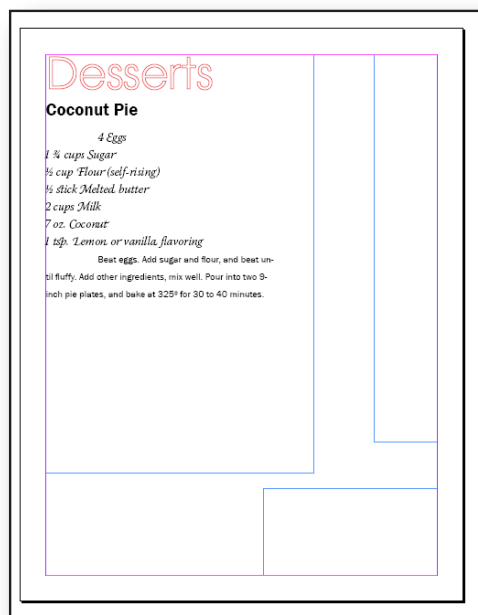 Desserts
Coconut Pie
4 Eggs
1 ¾ cups Sugar
½ cup Flour (self-rising)
½ stick Melted butter
2 cups Milk
7 oz. Coconut
1 tsp. Lemon or vanilla flavoring
Beat eggs. Add sugar and flour, and beat un-
til fluffy. Add other ingredients, mix well. Pour into two 9-
inch pie plates, and bake at 325º for 30 to 40 minutes.